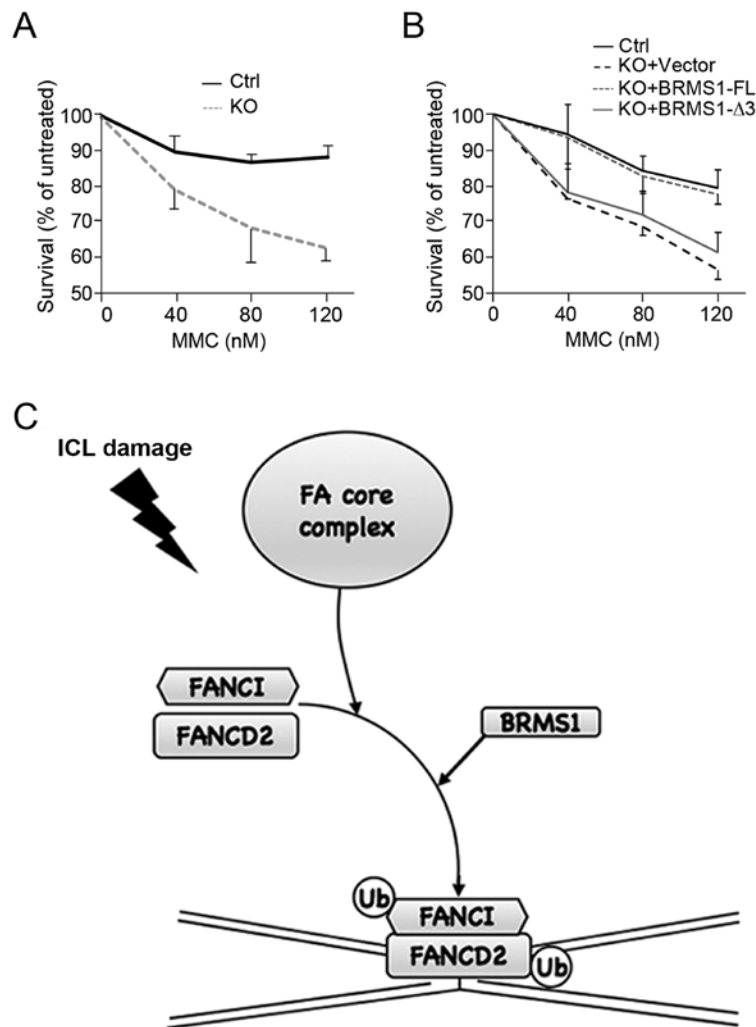 A
Ctrl
KO
Survival (% of untreated)
100
90
80
70
60
50
0
40
80
120
MMC (nM)
B
Ctrl
KO+Vector
KO+BRMS1-FL
KO+BRMS1-Δ3
Survival (% of untreated)
100
90
80
70
60
50
0
40
80
120
MMC (nM)
C
ICL damage
FA core
complex
FANCI
FANCD2
BRMS1
Ub
FANCI
FANCD2
Ub